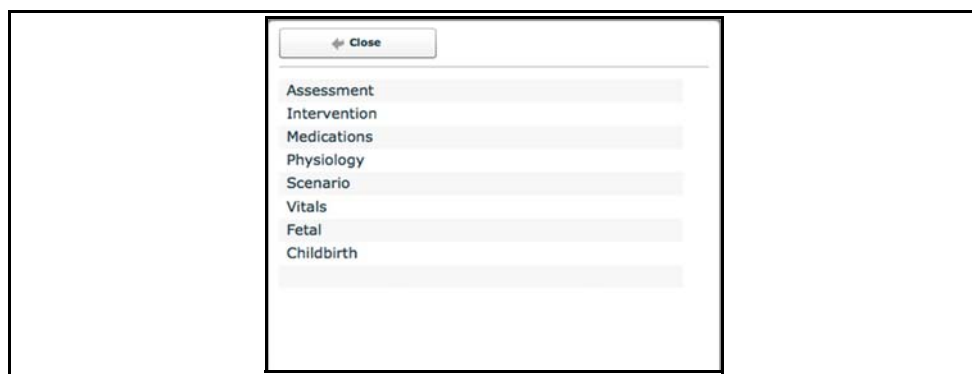 Close
Assessment
Intervention
Medications
Physiology
Scenario
Vitals
Fetal
Childbirth